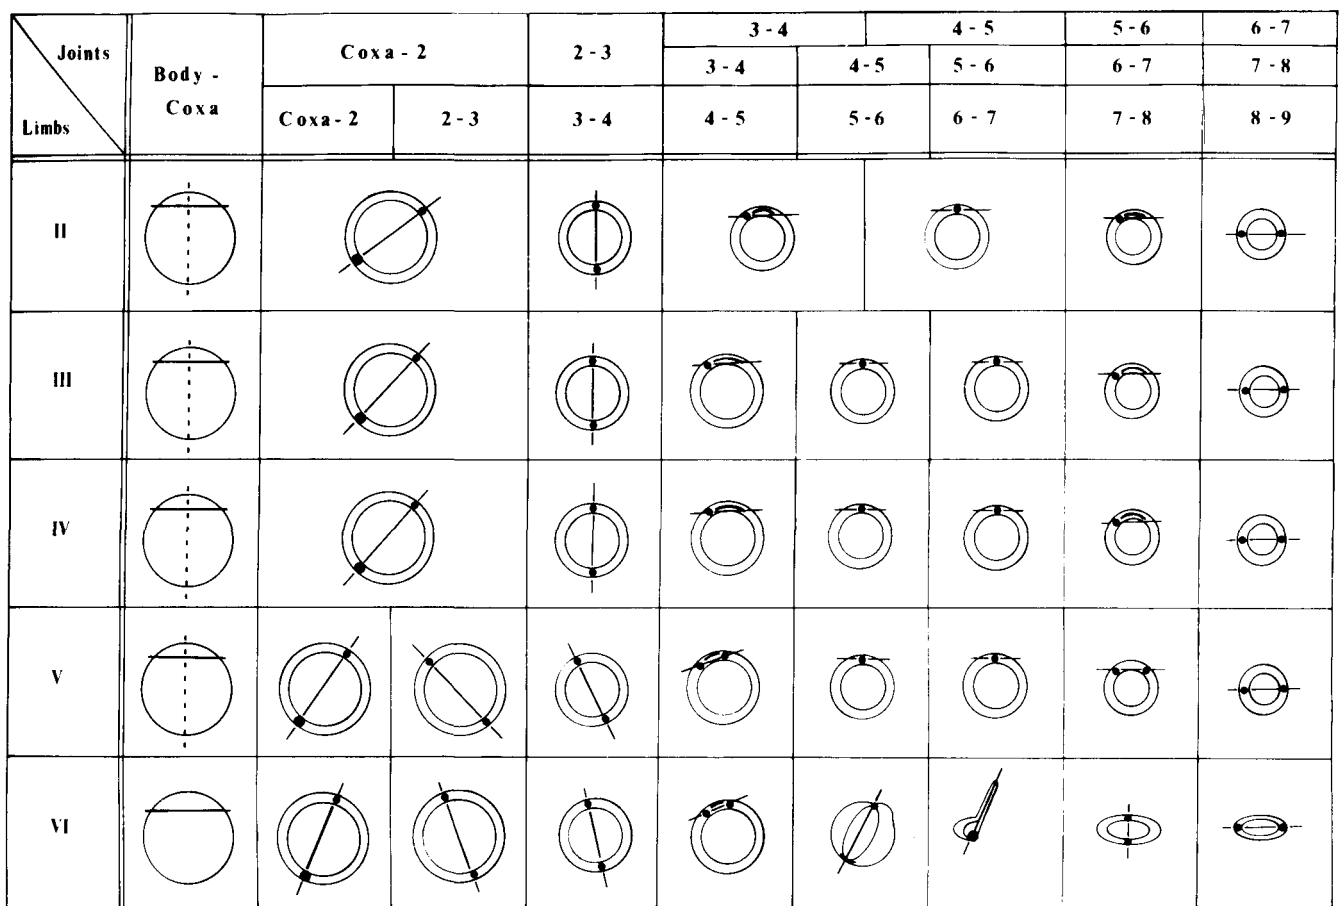 3 - 4 4 - 5 5 - 6 6 - 7
Joints Body - Coxa - 2 2 - 3 3 - 4 4 - 5 5 - 6 6 - 7 7 - 8
Coxa
Limbs Coxa - 2 2 - 3 3 - 4 4 - 5 5 - 6 6 - 7 7 - 8 8 - 9
II
III
IV
V
VI